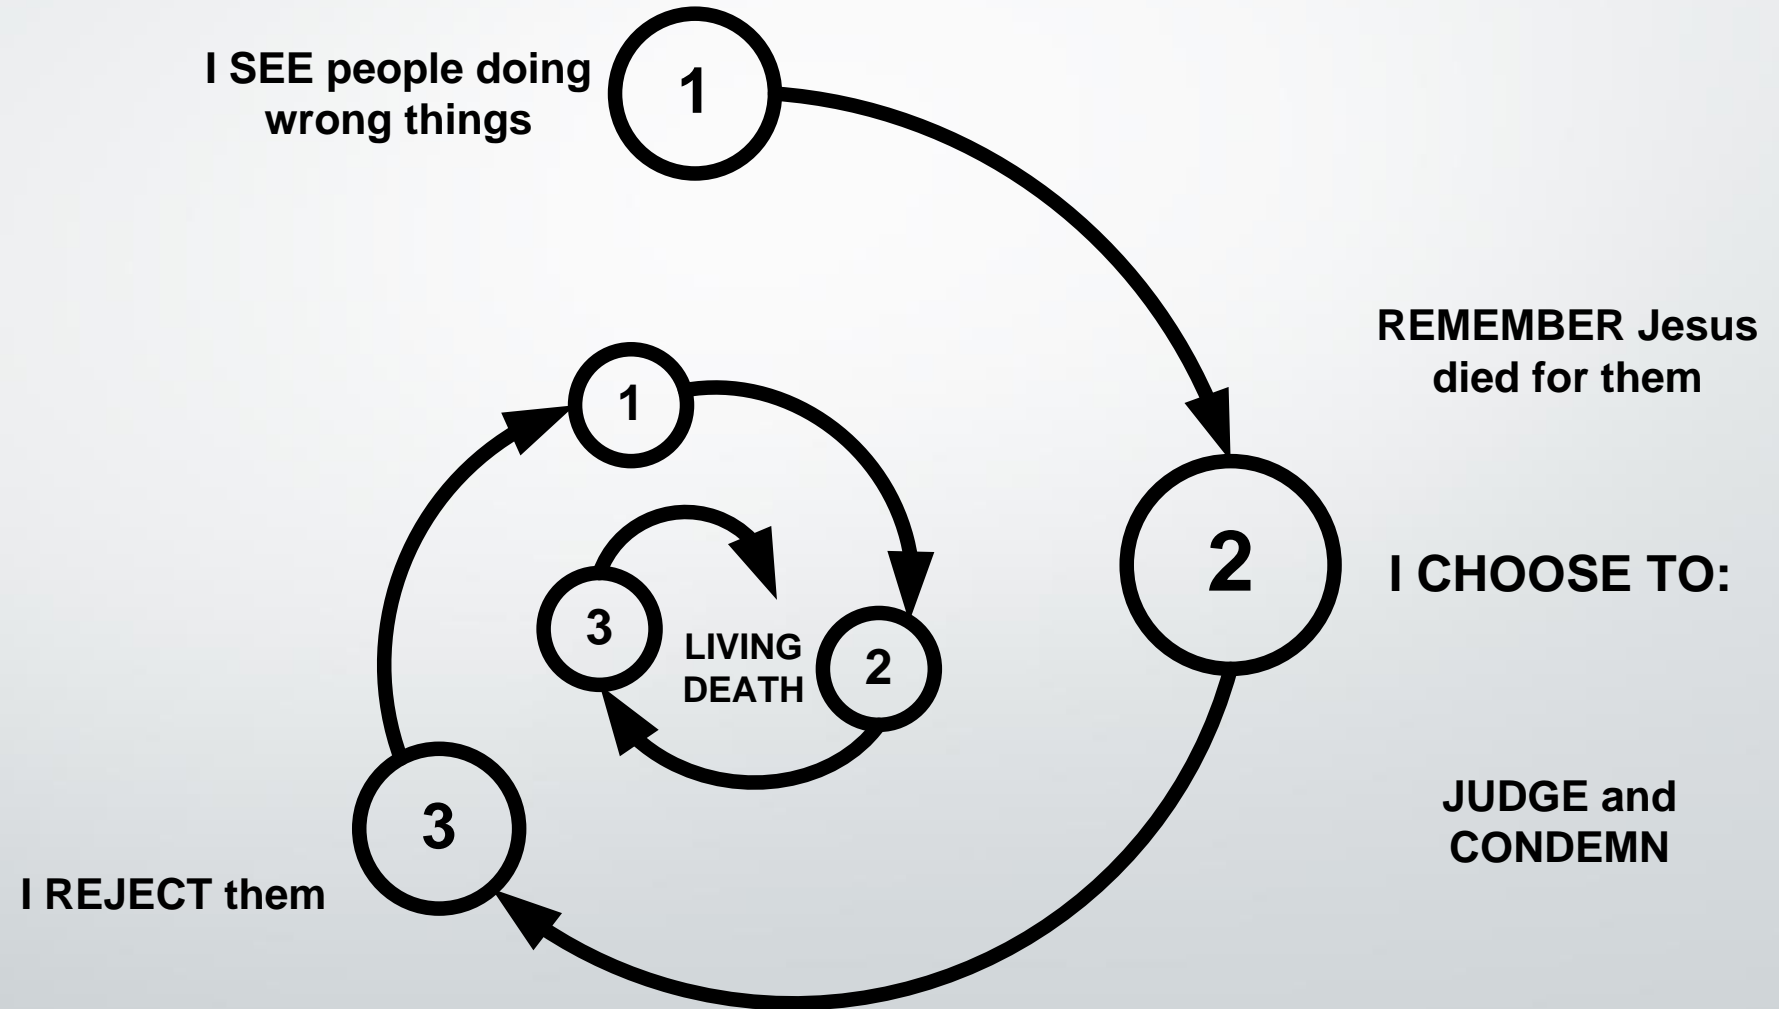 I SEE people doing
wrong things
1
REMEMBER Jesus
died for them
2
I CHOOSE TO:
JUDGE and
CONDEMN
3
I REJECT them
1
2
3
LIVING
DEATH